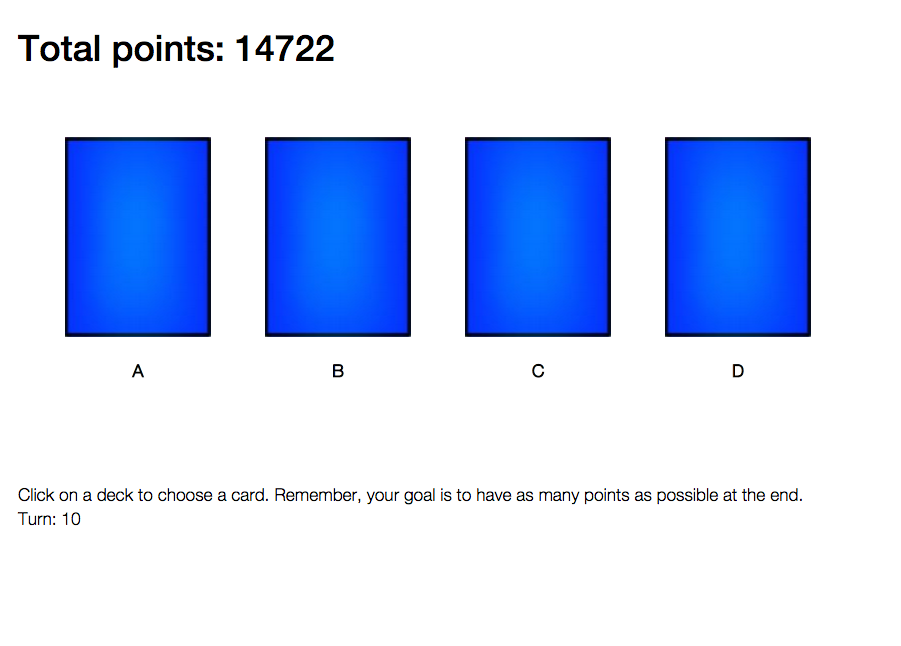 Total points: 14722
A B C D
Click on a deck to choose a card. Remember, your goal is to have as many points as possible at the end.
Turn: 10